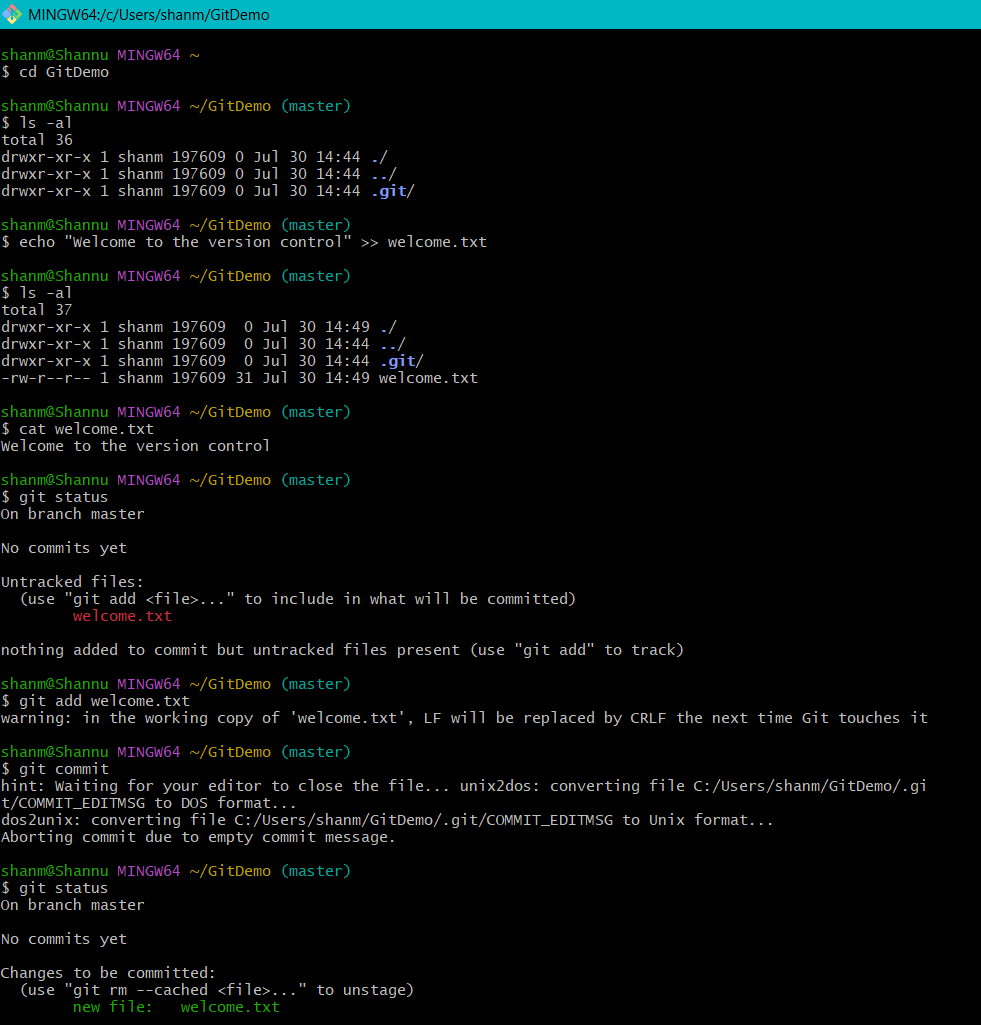 MINGW64:/c/Users/shanm/GitDemo
shanm@Shannu MINGW64 ~
$ cd GitDemo
shanm@Shannu MINGW64 ~/GitDemo (master)
$ ls -al
total 36
drwxr-xr-x 1 shanm 197609 0 Jul 30 14:44 ./
drwxr-xr-x 1 shanm 197609 0 Jul 30 14:44 ../
drwxr-xr-x 1 shanm 197609 0 Jul 30 14:44 .git/
shanm@Shannu MINGW64 ~/GitDemo (master)
$ echo "Welcome to the version control" >> welcome.txt
shanm@Shannu MINGW64 ~/GitDemo (master)
$ ls -al
total 37
drwxr-xr-x 1 shanm 197609  0 Jul 30 14:49 ./
drwxr-xr-x 1 shanm 197609  0 Jul 30 14:44 ../
drwxr-xr-x 1 shanm 197609  0 Jul 30 14:44 .git/
-rw-r--r-- 1 shanm 197609 31 Jul 30 14:49 welcome.txt
shanm@Shannu MINGW64 ~/GitDemo (master)
$ cat welcome.txt
Welcome to the version control
shanm@Shannu MINGW64 ~/GitDemo (master)
$ git status
On branch master
No commits yet
Untracked files:
  (use "git add <file>..." to include in what will be committed)
        welcome.txt
nothing added to commit but untracked files present (use "git add" to track)
shanm@Shannu MINGW64 ~/GitDemo (master)
$ git add welcome.txt
warning: in the working copy of 'welcome.txt', LF will be replaced by CRLF the next time Git touches it
shanm@Shannu MINGW64 ~/GitDemo (master)
$ git commit
hint: Waiting for your editor to close the file... unix2dos: converting file C:/Users/shanm/GitDemo/.gi
t/COMMIT_EDITMSG to DOS format...
dos2unix: converting file C:/Users/shanm/GitDemo/.git/COMMIT_EDITMSG to Unix format...
Aborting commit due to empty commit message.
shanm@Shannu MINGW64 ~/GitDemo (master)
$ git status
On branch master
No commits yet
Changes to be committed:
  (use "git rm --cached <file>..." to unstage)
        new file:   welcome.txt